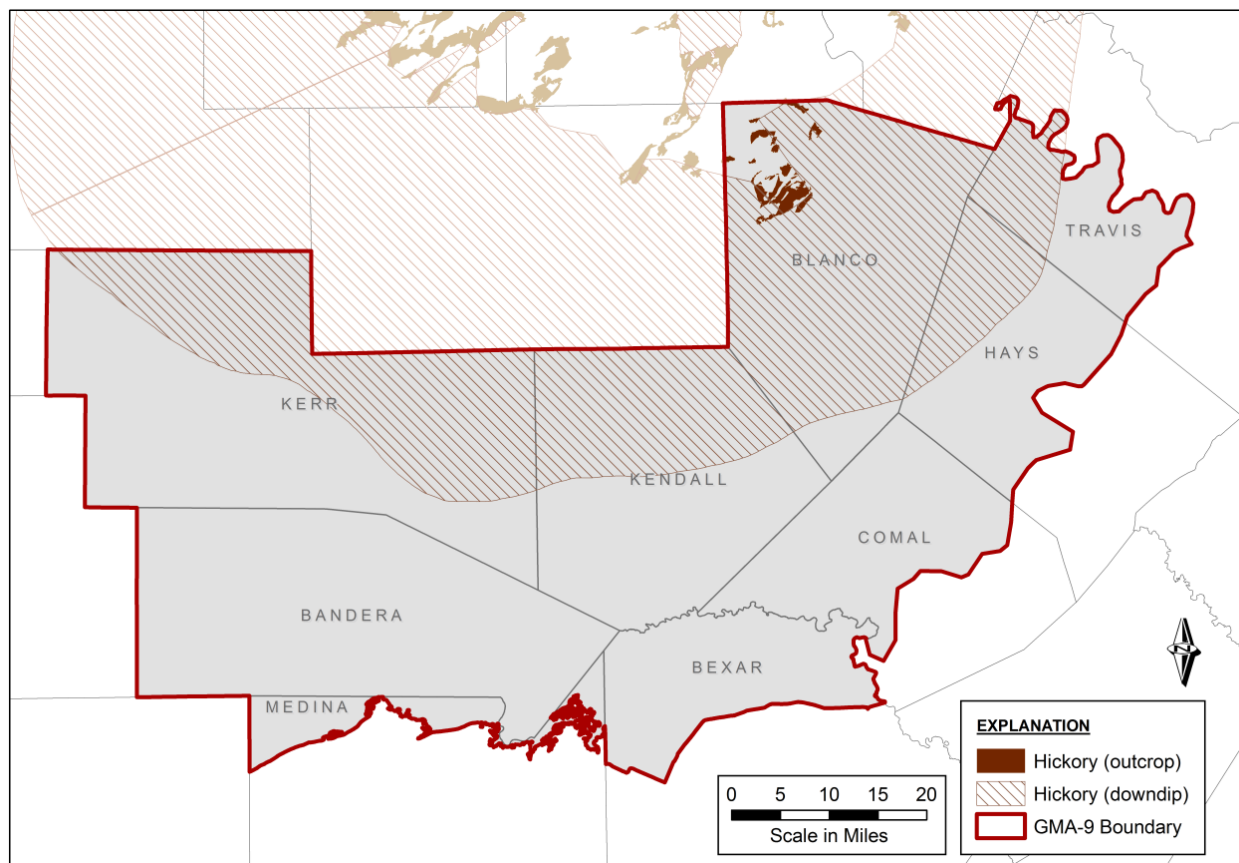 TRAVIS
BLANCO
HAYS
KERR
KENDALL
COMAL
BANDERA
BEXAR
MEDINA
N
EXPLANATION
Hickory (outcrop)
Hickory (downdip)
GMA-9 Boundary
0 5 10 15 20
Scale in Miles